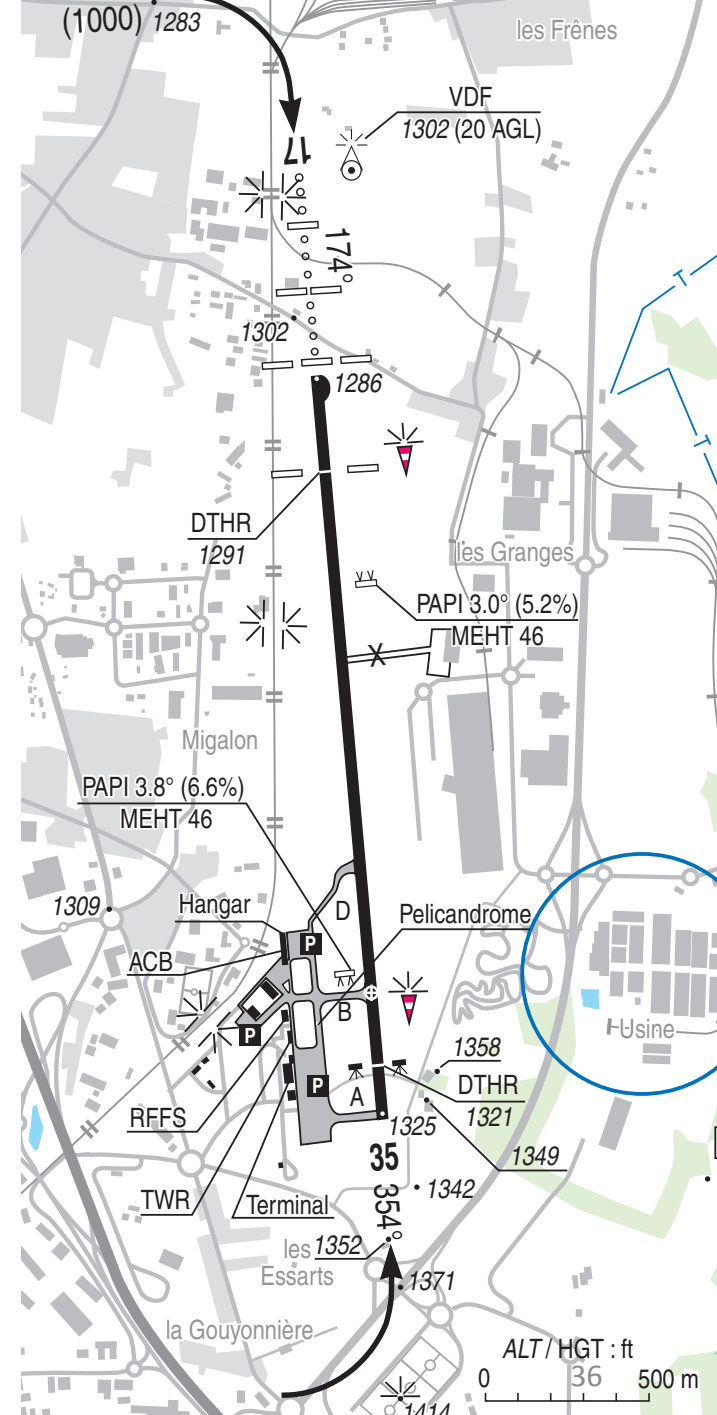 (1000) 1283
les Frênes
VDF
1302 (20 AGL)
17
174°
1302
1286
DTHR
1291
les Granges
PAPI 3.0° (5.2%)
MEHT 46
X
Migalon
PAPI 3.8° (6.6%)
MEHT 46
1309
Hangar
D
Pelicandrome
P
ACB
B
P
Usine
1358
DTHR
1321
P
A
RFFS
1325
1349
35
TWR
Terminal
354°
1342
les
Essarts
1352
1371
la Gouyonnière
ALT / HGT : ft
36
0 500 m
1414
T
T